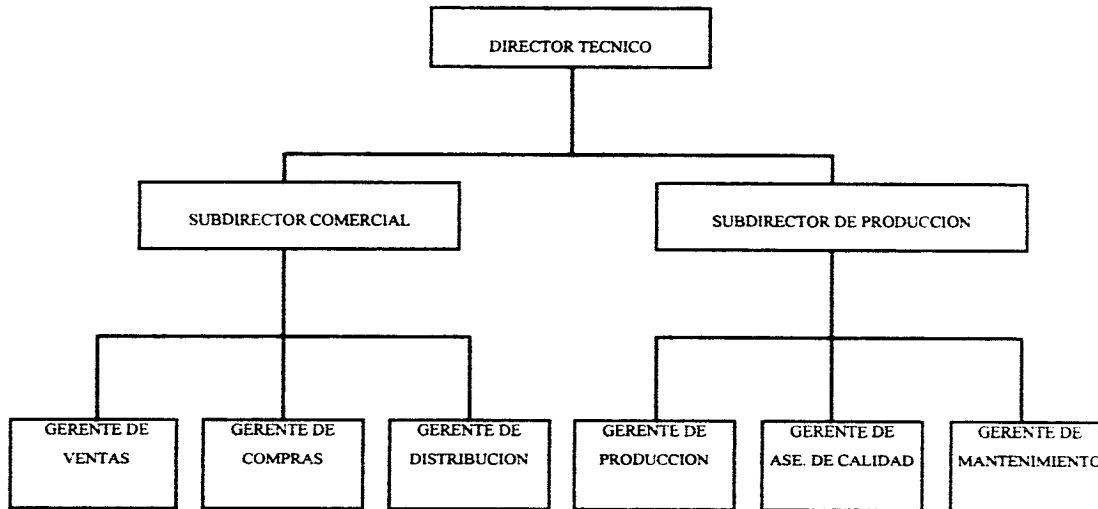 DIRECTOR TECNICO
SUBDIRECTOR COMERCIAL
SUBDIRECTOR DE PRODUCCION
GERENTE DE
VENTAS
GERENTE DE
COMPRAS
GERENTE DE
DISTRIBUCION
GERENTE DE
PRODUCCION
GERENTE DE
ASE. DE CALIDAD
GERENTE DE
MANTENIMIENTO